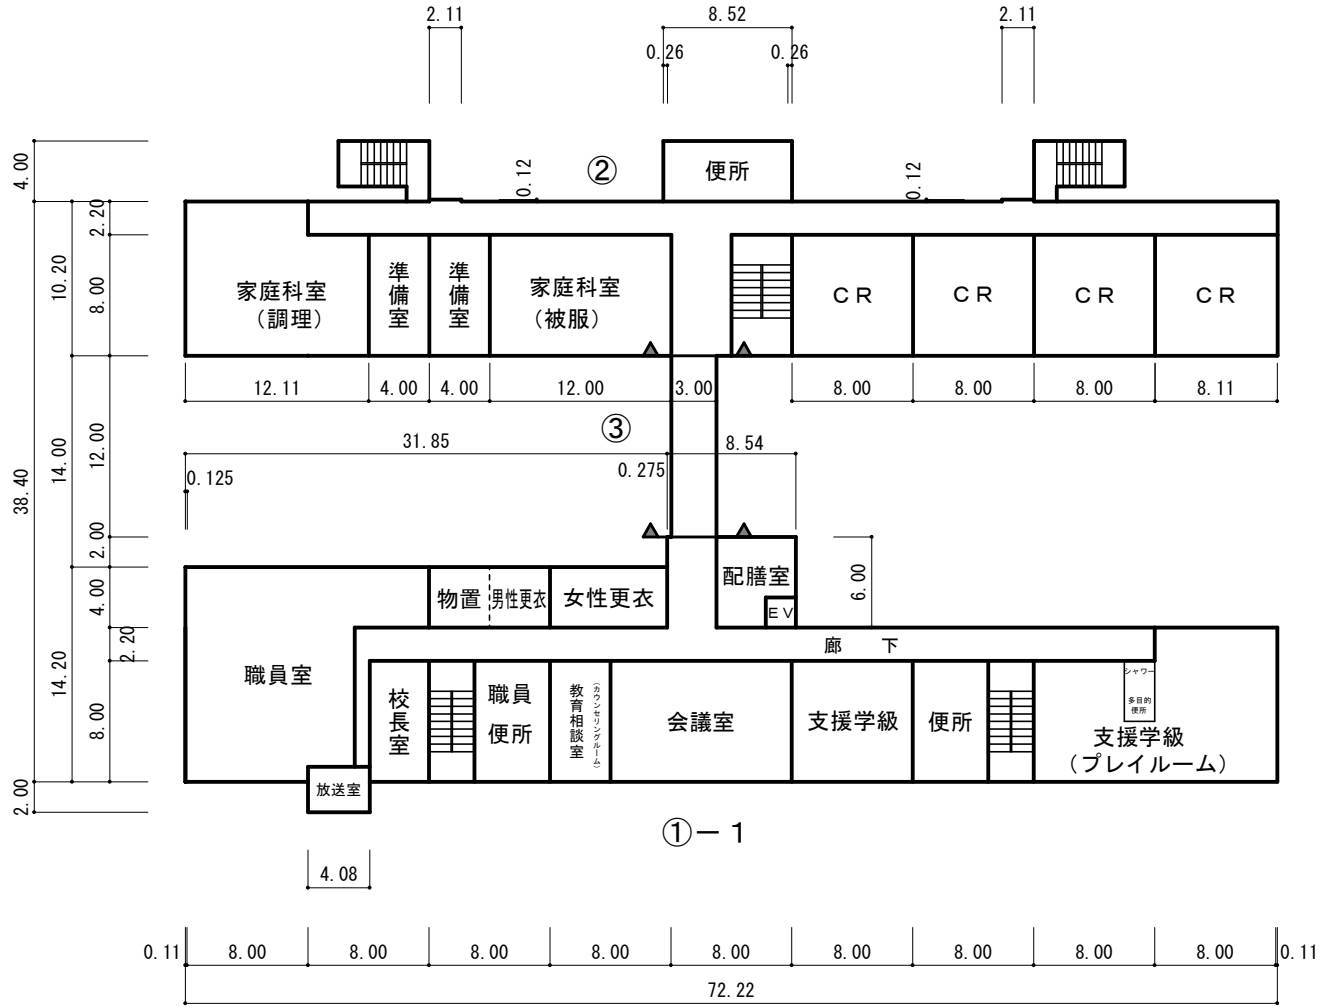 2.11
8.52
2.11
0.26
0.26
4.00
2.20
10.20
8.00
14.00
12.00
38.40
2.00
4.00
2.20
14.20
8.00
2.00
②
0.12
便所
0.12
家庭科室
（調理）
準備室
準備室
家庭科室
（被服）
ＣＲ
ＣＲ
ＣＲ
ＣＲ
12.11
4.00
4.00
12.00
3.00
8.00
8.00
8.00
8.11
③
31.85
8.54
0.125
0.275
6.00
配膳室
ＥＶ
物置
男性更衣
女性更衣
廊　下
職員室
校長室
職員
便所
教育相談室
（カウンセリングルーム）
会議室
支援学級
便所
シャワー
多目的
便所
支援学級
（プレイルーム）
放送室
①－１
4.08
0.11
8.00
8.00
8.00
8.00
8.00
8.00
8.00
8.00
8.00
0.11
72.22